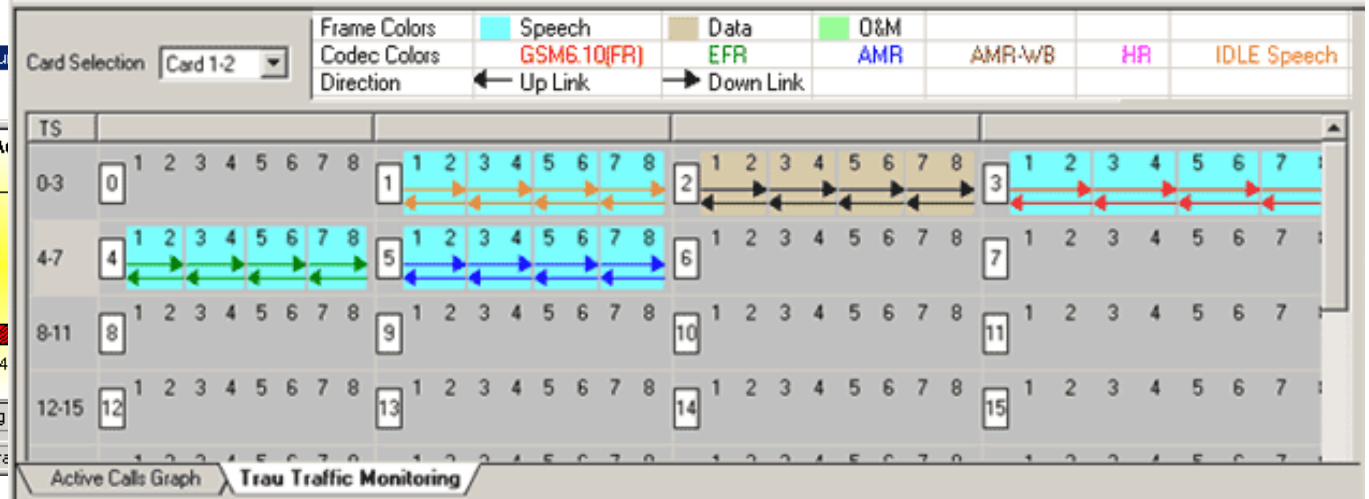 Frame Colors Speech Data O&M
Card Selection Card 1-2 Codec Colors GSM6.10(FR) EFR AMR AMR-WB HR IDLE Speech
Direction Up Link Down Link
TS
0-3 0 1 2 3 4 5 6 7 8 1 1 2 3 4 5 6 7 8 2 1 2 3 4 5 6 7 8 3 1 2 3 4 5 6 7
4-7 4 1 2 3 4 5 6 7 8 5 1 2 3 4 5 6 7 8 6 1 2 3 4 5 6 7 8 7 1 2 3 4 5 6 7
8-11 8 1 2 3 4 5 6 7 8 9 1 2 3 4 5 6 7 8 10 1 2 3 4 5 6 7 8 11 1 2 3 4 5 6 7
12-15 12 1 2 3 4 5 6 7 8 13 1 2 3 4 5 6 7 8 14 1 2 3 4 5 6 7 8 15 1 2 3 4 5 6 7
Active Calls Graph Trau Traffic Monitoring